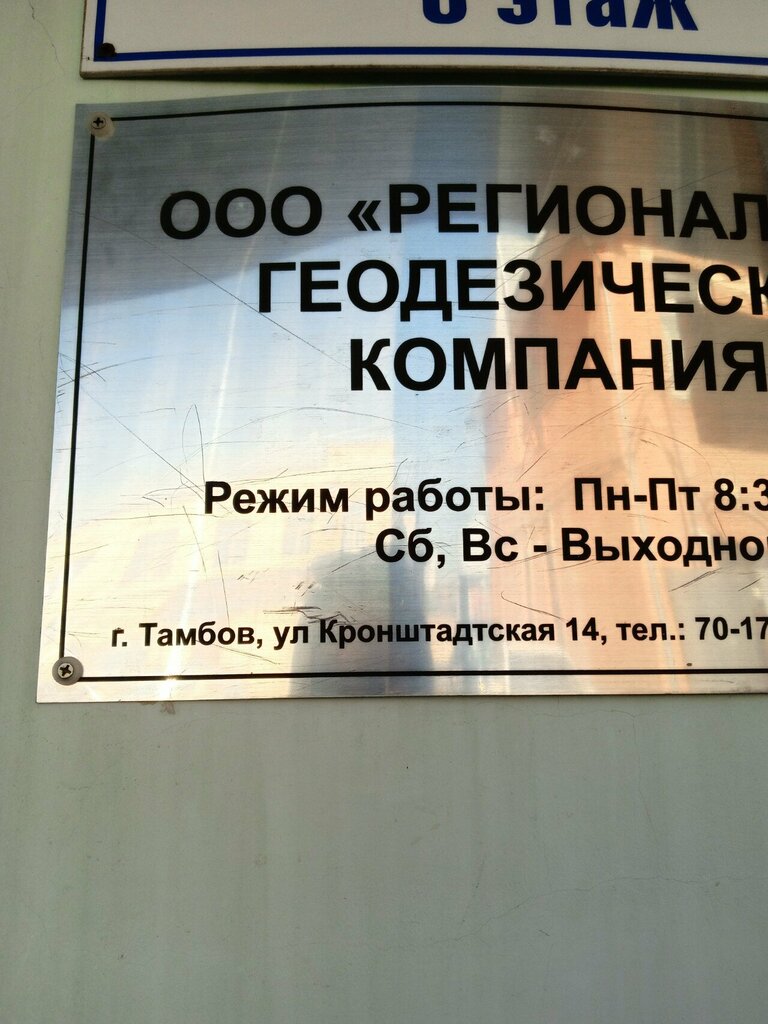 этаж
ООО «РЕГИОНАЛ
ГЕОДЕЗИЧЕСК
КОМПАНИЯ
Режим работы: Пн-Пт 8:3
Сб, Вс - Выходно
г. Тамбов, ул Кронштадтская 14, тел.: 70-17